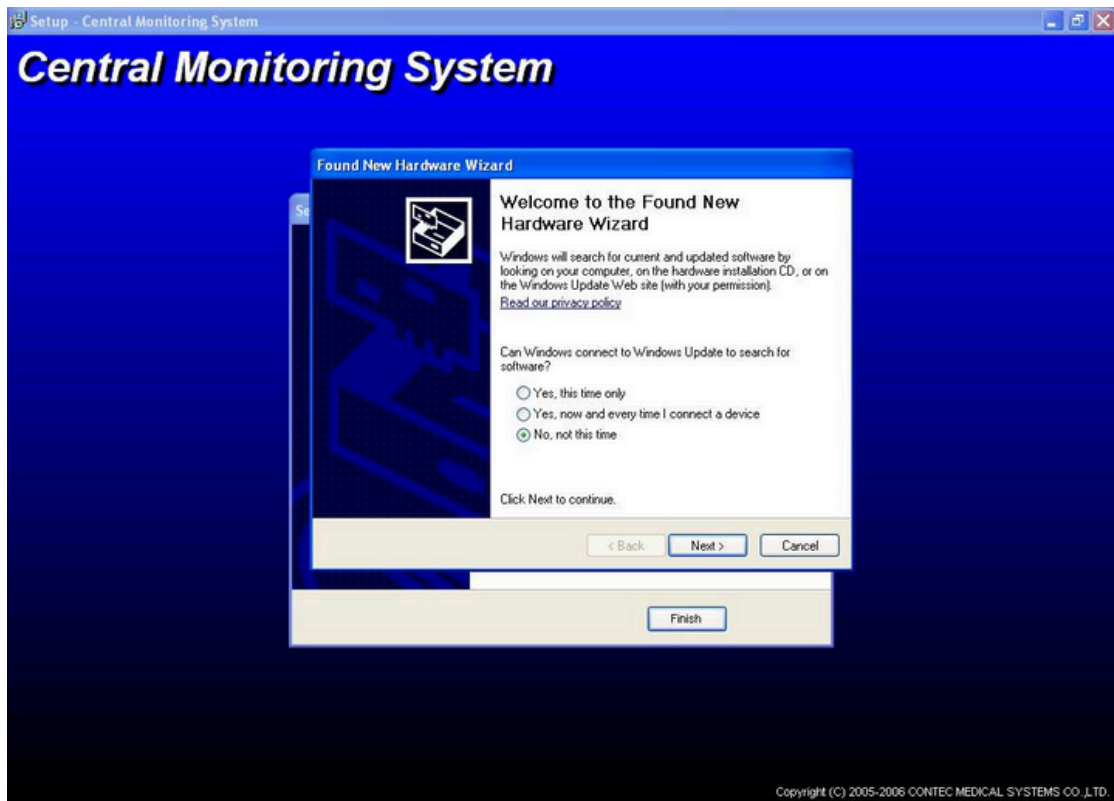 Setup - Central Monitoring System
Central Monitoring System
Found New Hardware Wizard
Se
Welcome to the Found New
Hardware Wizard
Windows will search for current and updated software by
looking on your computer, on the hardware installation CD, or on
the Windows Update Web site (with your permission).
Read our privacy policy
Can Windows connect to Windows Update to search for
software?
Yes, this time only
Yes, now and every time I connect a device
No, not this time
Click Next to continue.
< Back Next > Cancel
Finish
Copyright (C) 2005-2006 CONTEC MEDICAL SYSTEMS CO.,LTD.